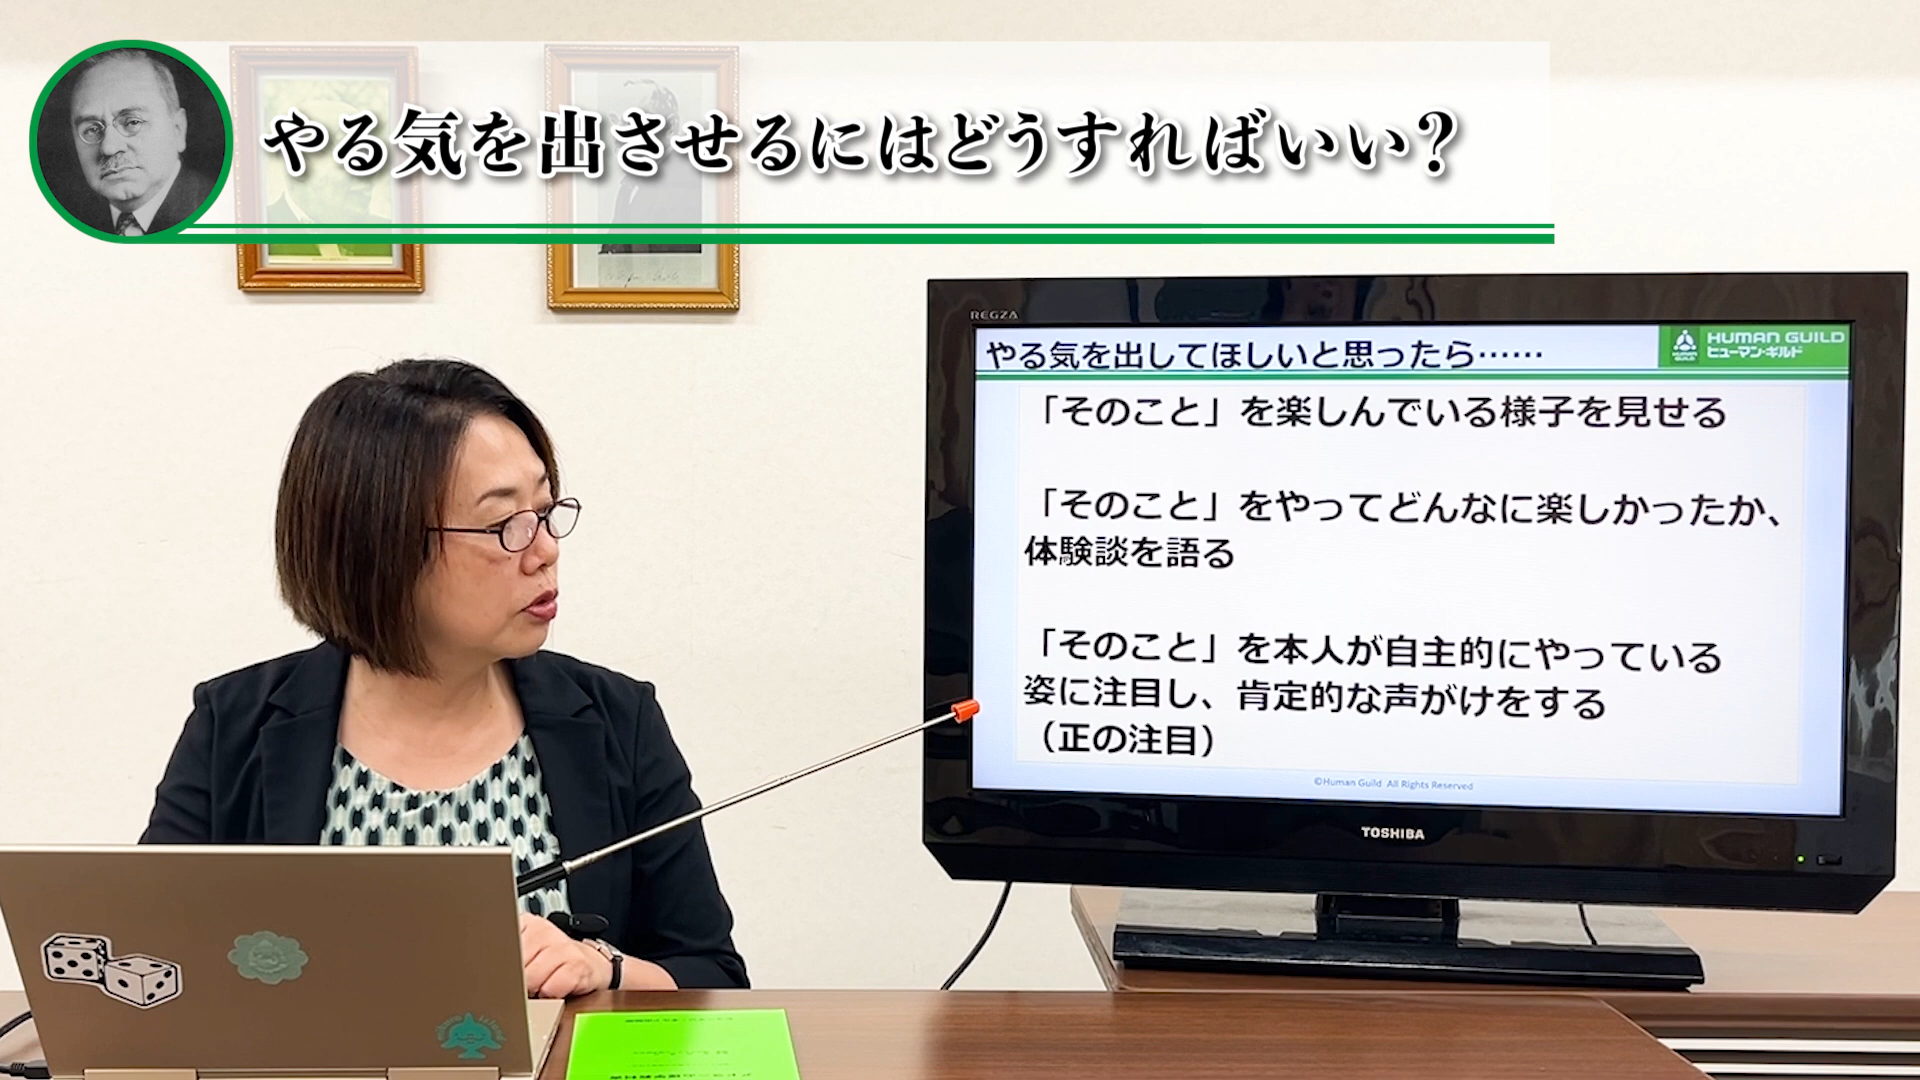 やる気を出させるにはどうすればいい？
REGZA
やる気を出してほしいと思ったら……
HUMAN GUILD
ヒューマン・ギルド
HUMAN
GUILD
「そのこと」を楽しんでいる様子を見せる
「そのこと」をやってどんなに楽しかったか、
体験談を語る
「そのこと」を本人が自主的にやっている
姿に注目し、肯定的な声がけをする
（正の注目）
©Human Guild All Rights Reserved
TOSHIBA